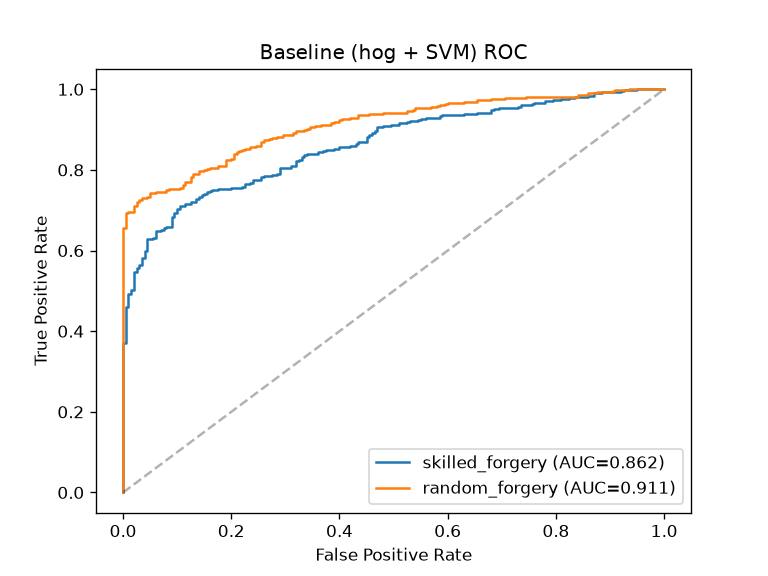 Baseline (hog + SVM) ROC
True Positive Rate
1.0
0.8
0.6
0.4
0.2
0.0
skilled_forgery (AUC=0.862)
random_forgery (AUC=0.911)
0.0 0.2 0.4 0.6 0.8 1.0
False Positive Rate